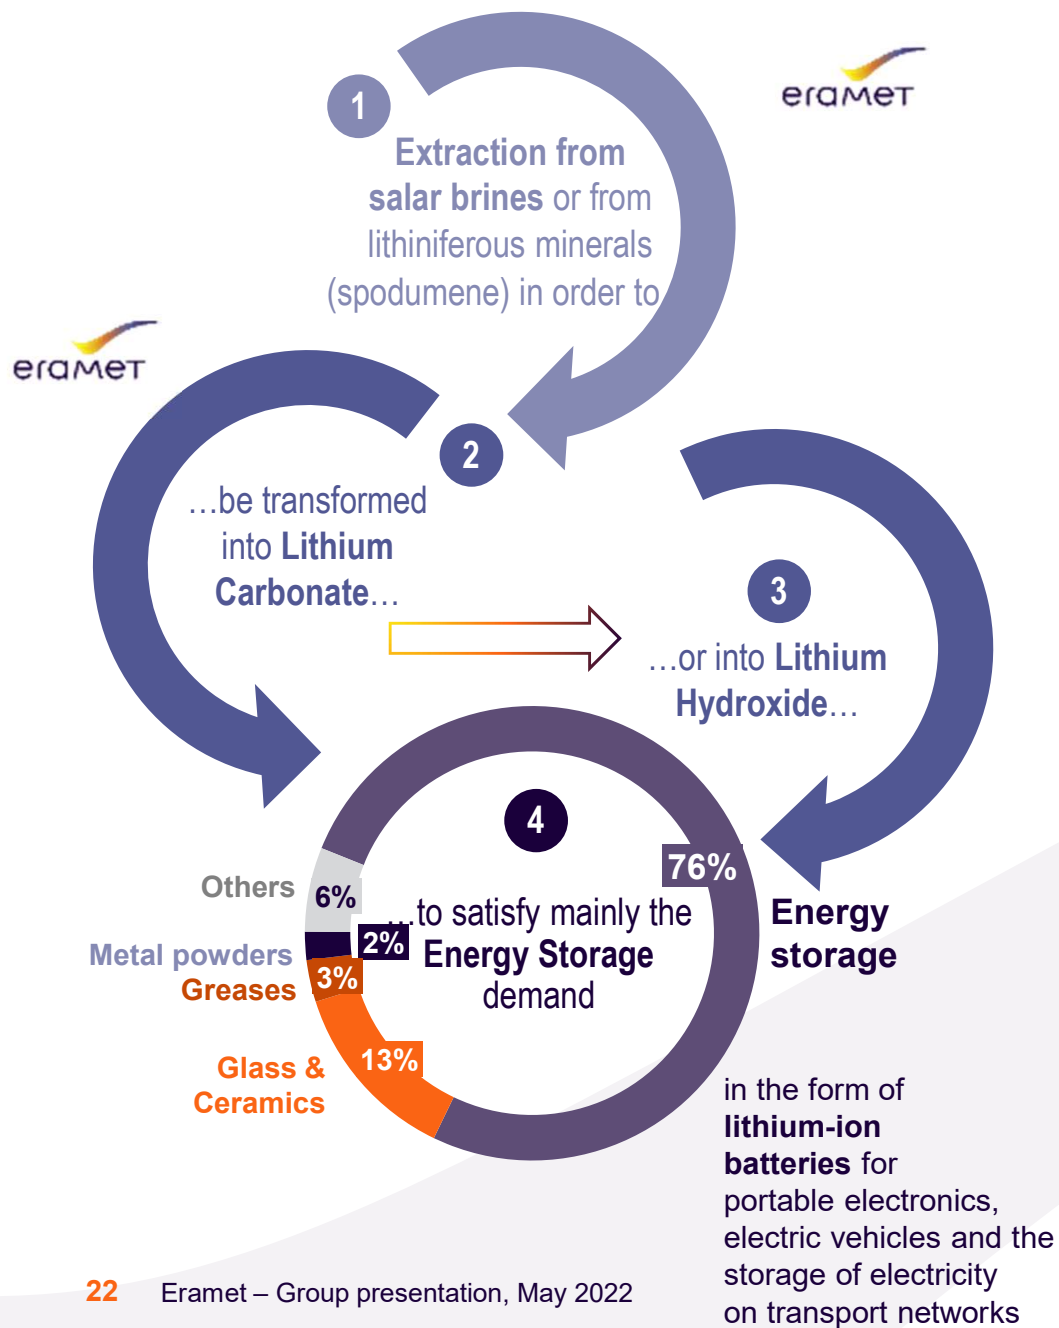 eramet
1
Extraction from
salar brines or from
lithiniferous minerals
(spodumene) in order to
eramet
2
…be transformed
into Lithium
Carbonate…
3
…or into Lithium
Hydroxide…
4
…to satisfy mainly the
Energy Storage
demand
76%
Energy
storage
Others
6%
Metal powders
2%
Greases
3%
Glass &
Ceramics
13%
in the form of
lithium-ion
batteries for
portable electronics,
electric vehicles and the
storage of electricity
on transport networks
22 Eramet – Group presentation, May 2022